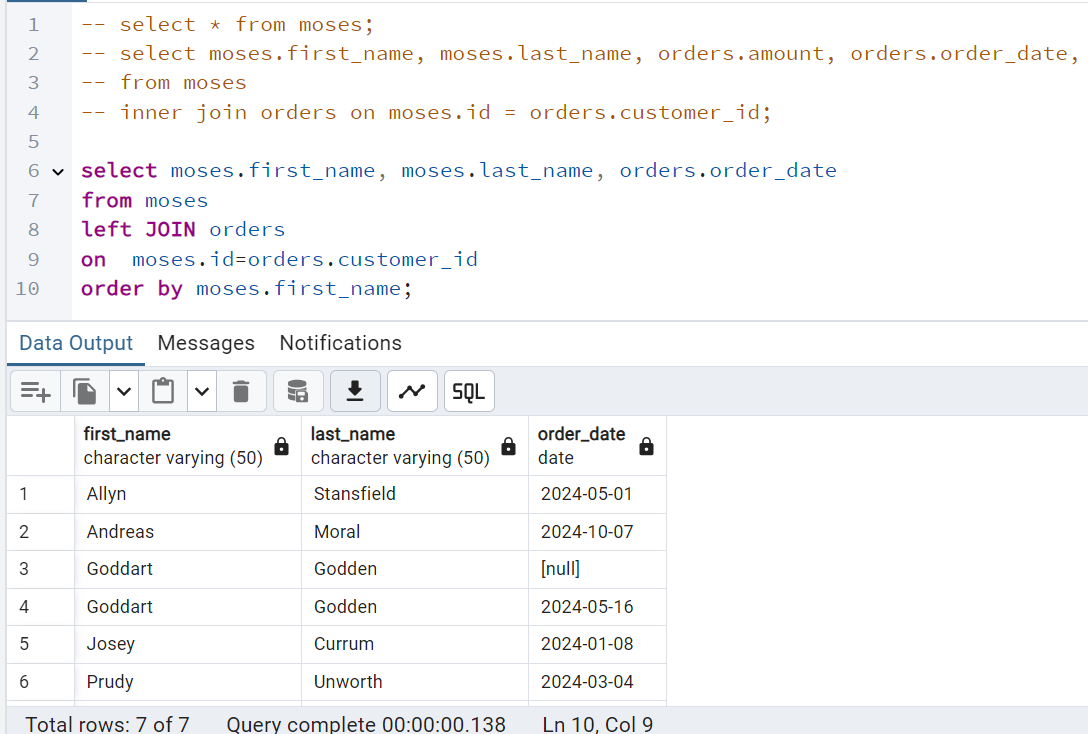 1 -- select * from moses;
2 -- select moses.first_name, moses.last_name, orders.amount, orders.order_date,
3 -- from moses
4 -- inner join orders on moses.id = orders.customer_id;
5
6 select moses.first_name, moses.last_name, orders.order_date
7 from moses
8 left JOIN orders
9 on  moses.id=orders.customer_id
10 order by moses.first_name;
Data Output Messages Notifications
SQL
first_name last_name order_date
character varying (50) character varying (50) date
1 Allyn Stansfield 2024-05-01
2 Andreas Moral 2024-10-07
3 Goddart Godden [null]
4 Goddart Godden 2024-05-16
5 Josey Currum 2024-01-08
6 Prudy Unworth 2024-03-04
Total rows: 7 of 7 Query complete 00:00:00.138 Ln 10, Col 9